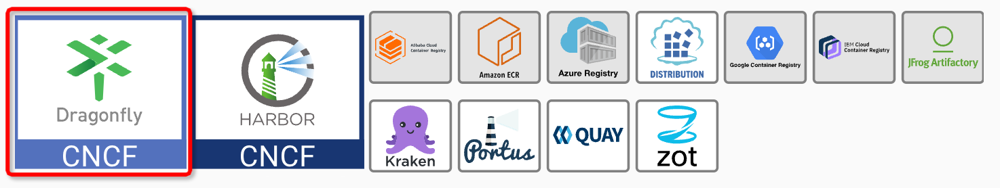 Dragonfly
CNCF
HARBOR
CNCF
Alibaba Cloud
Container Registry
Amazon ECR
Azure Registry
DISTRIBUTION
Google Container Registry
IBM Cloud
Container Registry
JFrog Artifactory
Kraken
Portus
QUAY
zot